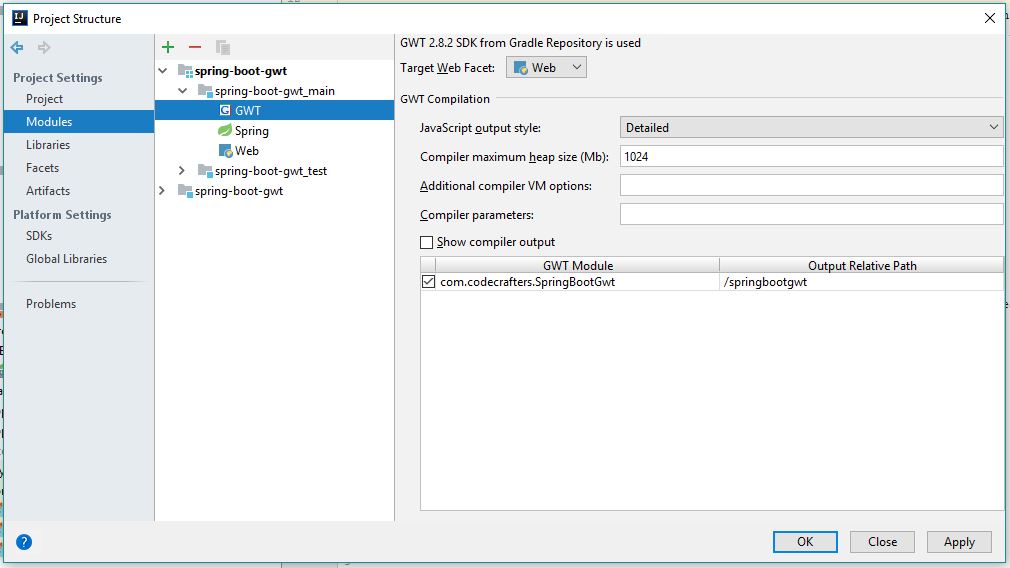 Project Structure
Project Settings
Project
Modules
Libraries
Facets
Artifacts
Platform Settings
SDKs
Global Libraries
Problems
spring-boot-gwt
spring-boot-gwt_main
GWT
Spring
Web
spring-boot-gwt_test
spring-boot-gwt
GWT 2.8.2 SDK from Gradle Repository is used
Target Web Facet: Web
GWT Compilation
JavaScript output style: Detailed
Compiler maximum heap size (Mb): 1024
Additional compiler VM options:
Compiler parameters:
Show compiler output
GWT Module Output Relative Path
com.codecrafters.SpringBootGwt /springbootgwt
OK Close Apply